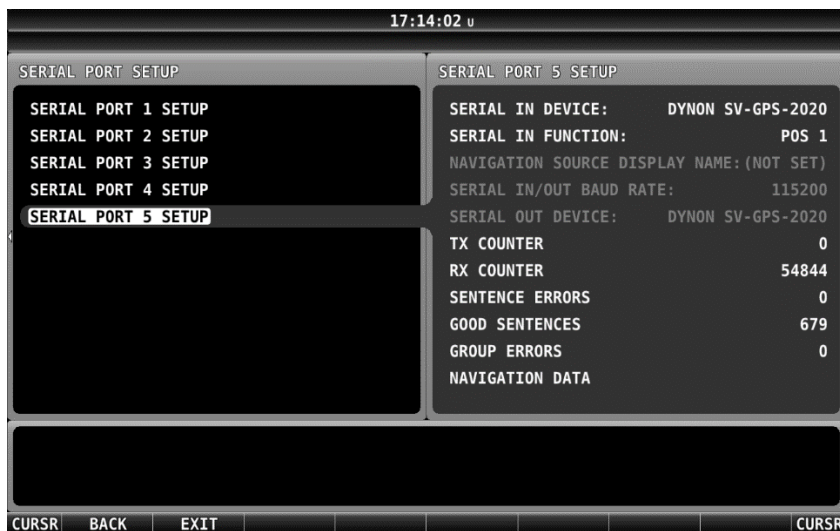 17:14:02 U
SERIAL PORT SETUP
SERIAL PORT 1 SETUP
SERIAL PORT 2 SETUP
SERIAL PORT 3 SETUP
SERIAL PORT 4 SETUP
SERIAL PORT 5 SETUP
SERIAL PORT 5 SETUP
SERIAL IN DEVICE: DYNON SV-GPS-2020
SERIAL IN FUNCTION: POS 1
NAVIGATION SOURCE DISPLAY NAME:(NOT SET)
SERIAL IN/OUT BAUD RATE: 115200
SERIAL OUT DEVICE: DYNON SV-GPS-2020
TX COUNTER 0
RX COUNTER 54844
SENTENCE ERRORS 0
GOOD SENTENCES 679
GROUP ERRORS 0
NAVIGATION DATA
CURSR BACK EXIT CURSR